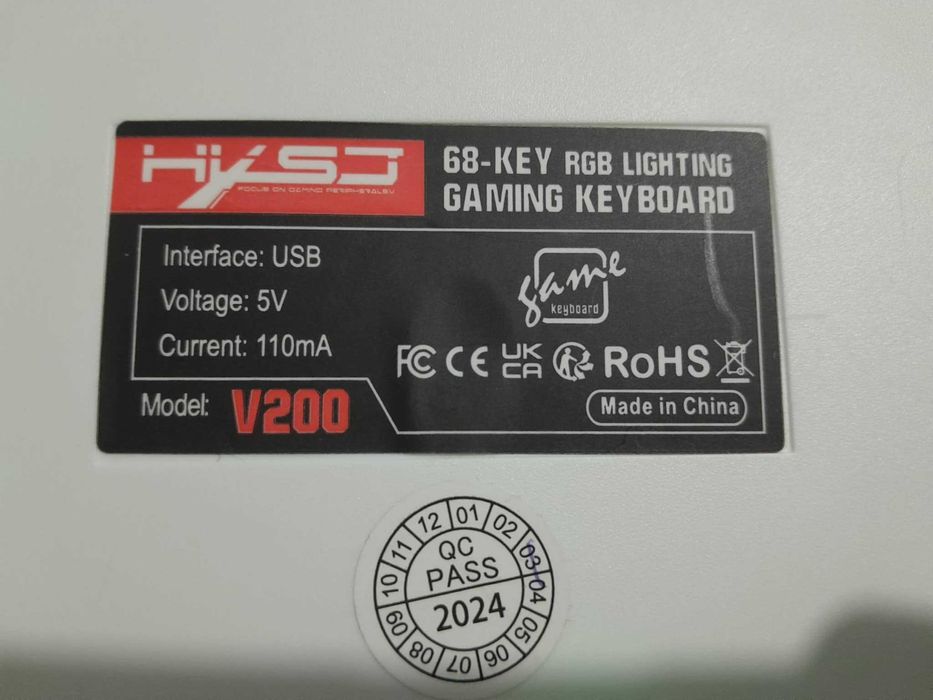 HXSJ
FOCUS ON GAMING PERIPHERALSV
68-KEY RGB LIGHTING
GAMING KEYBOARD
Interface: USB
Voltage: 5V
Current: 110mA
Model: V200
game
keyboard
FC CE UK CA RoHS
Made in China
01 02 03 04 05 06 07 08 09 10 11 12
QC
PASS
2024